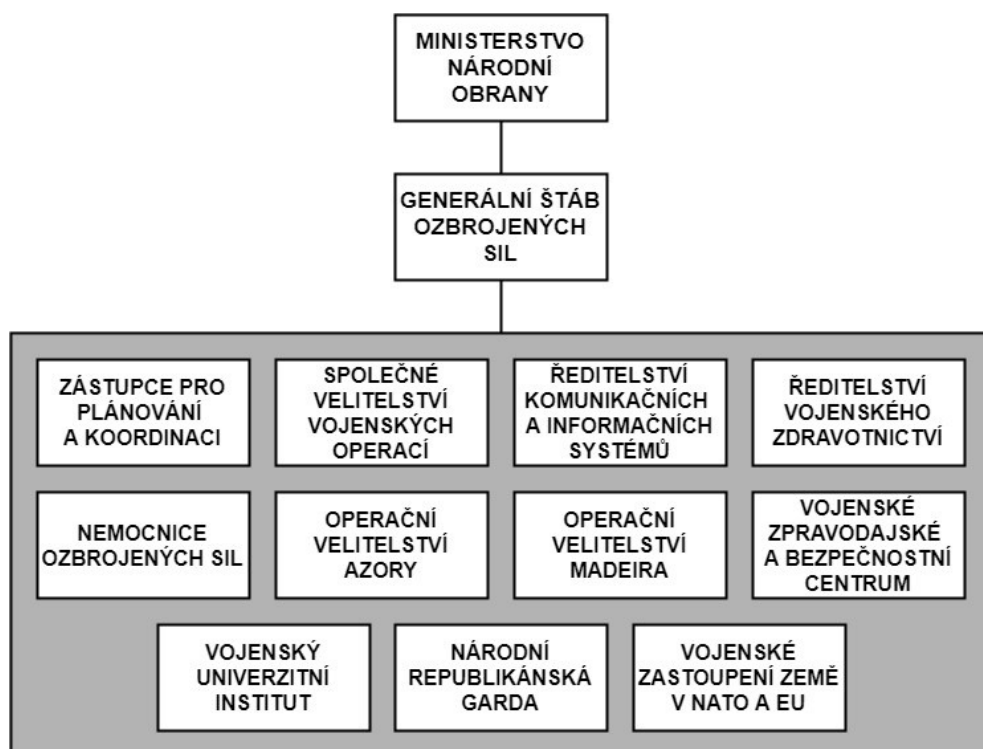 MINISTERSTVO
NÁRODNÍ
OBRANY
GENERÁLNÍ ŠTÁB
OZBROJENÝCH
SIL
ZÁSTUPCE PRO
PLÁNOVÁNÍ
A KOORDINACI
SPOLEČNÉ
VELITELSTVÍ
VOJENSKÝCH
OPERACÍ
ŘEDITELSTVÍ
KOMUNIKAČNÍCH
A INFORMAČNÍCH
SYSTÉMŮ
ŘEDITELSTVÍ
VOJENSKÉHO
ZDRAVOTNICTVÍ
NEMOCNICE
OZBROJENÝCH SIL
OPERAČNÍ
VELITELSTVÍ
AZORY
OPERAČNÍ
VELITELSTVÍ
MADEIRA
VOJENSKÉ
ZPRAVODAJSKÉ
A BEZPEČNOSTNÍ
CENTRUM
VOJENSKÝ
UNIVERZITNÍ
INSTITUT
NÁRODNÍ
REPUBLIKÁNSKÁ
GARDA
VOJENSKÉ
ZASTOUPENÍ ZEMĚ
V NATO A EU